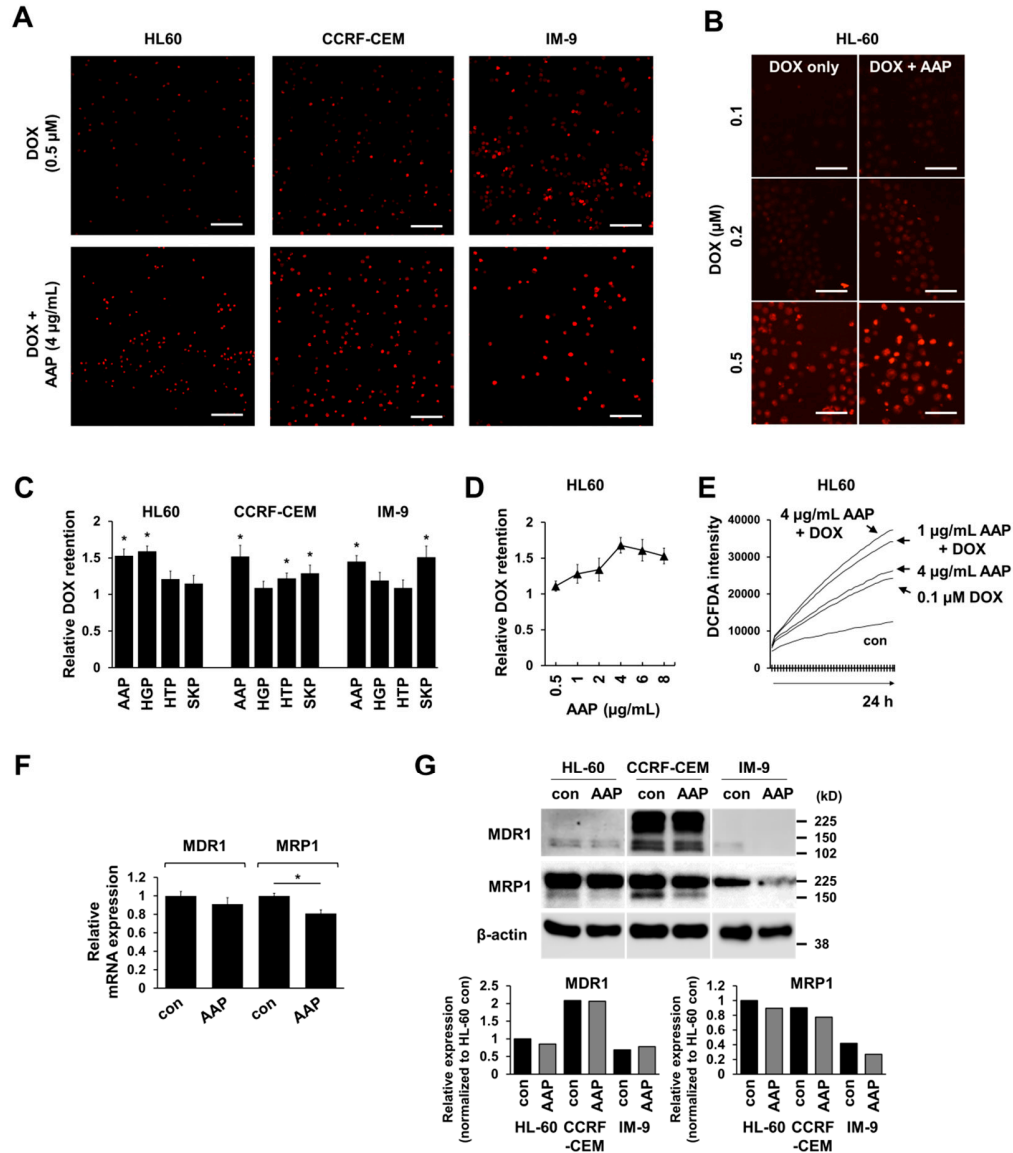 A
HL60
CCRF-CEM
IM-9
DOX
(0.5 µM)
DOX +
AAP (4 µg/mL)
B
HL-60
DOX only
DOX + AAP
DOX (µM)
0.1
0.2
0.5
C
HL60
CCRF-CEM
IM-9
Relative DOX retention
2
1.5
1
0.5
0
* * * * * * *
AAP HGP HTP SKP AAP HGP HTP SKP AAP HGP HTP SKP
D
HL60
Relative DOX retention
2
1.5
1
0.5
0
0.5 1 2 4 6 8
AAP (µg/mL)
E
HL60
DCFDA intensity
40000
30000
20000
10000
0
4 µg/mL AAP
+ DOX
1 µg/mL AAP
+ DOX
4 µg/mL AAP
0.1 µM DOX
con
24 h
F
MDR1
MRP1
*
Relative
mRNA expression
1.2
1
0.8
0.6
0.4
0.2
0
con AAP con AAP
G
HL-60 CCRF-CEM IM-9
con AAP con AAP con AAP (kD)
MDR1
225
150
102
MRP1
225
150
β-actin
38
MDR1
Relative expression
(normalized to HL-60 con)
2.5
2
1.5
1
0.5
0
con AAP con AAP con AAP
HL-60 CCRF IM-9
-CEM
MRP1
Relative expression
(normalized to HL-60 con)
1.2
1
0.8
0.6
0.4
0.2
0
con AAP con AAP con AAP
HL-60 CCRF IM-9
-CEM